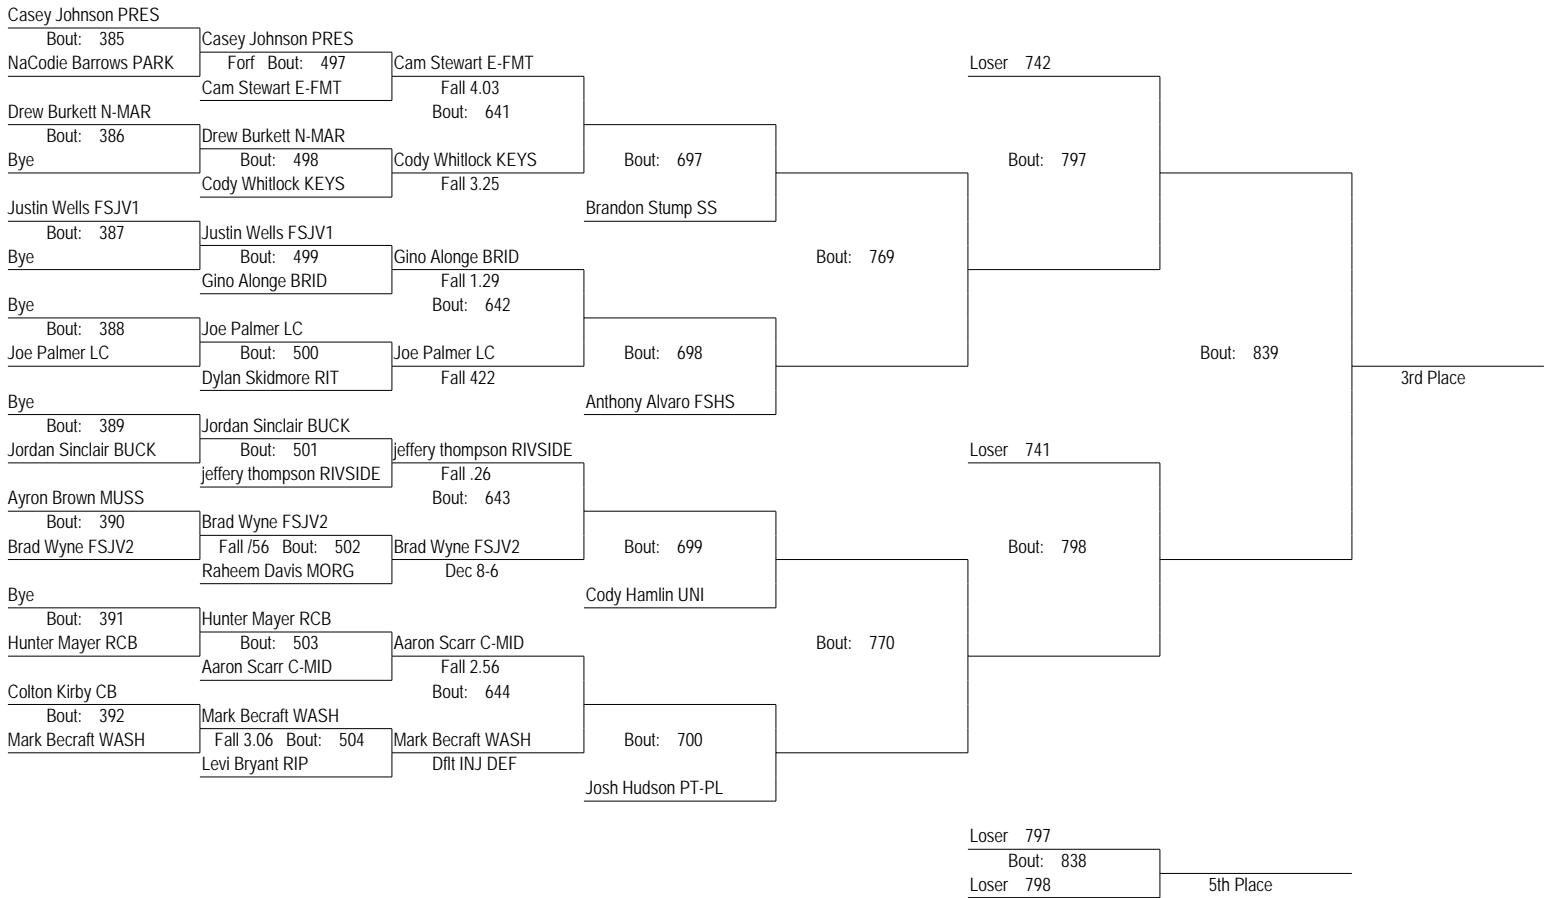 Casey Johnson PRES
Bout: 385
Casey Johnson PRES
NaCodie Barrows PARK
Forf Bout: 497
Cam Stewart E-FMT
Loser 742
Cam Stewart E-FMT
Fall 4.03
Drew Burkett N-MAR
Bout: 641
Bout: 386
Drew Burkett N-MAR
Bye
Bout: 498
Cody Whitlock KEYS
Bout: 697
Bout: 797
Cody Whitlock KEYS
Fall 3.25
Justin Wells FSJV1
Brandon Stump SS
Bout: 387
Justin Wells FSJV1
Bye
Bout: 499
Gino Alonge BRID
Bout: 769
Gino Alonge BRID
Fall 1.29
Bye
Bout: 642
Bout: 388
Joe Palmer LC
Joe Palmer LC
Bout: 500
Joe Palmer LC
Bout: 698
Bout: 839
Dylan Skidmore RIT
Fall 422
3rd Place
Bye
Anthony Alvaro FSHS
Bout: 389
Jordan Sinclair BUCK
Jordan Sinclair BUCK
Bout: 501
jeffery thompson RIVSIDE
Loser 741
jeffery thompson RIVSIDE
Fall .26
Ayron Brown MUSS
Bout: 643
Bout: 390
Brad Wyne FSJV2
Brad Wyne FSJV2
Fall /56 Bout: 502
Brad Wyne FSJV2
Bout: 699
Bout: 798
Raheem Davis MORG
Dec 8-6
Bye
Cody Hamlin UNI
Bout: 391
Hunter Mayer RCB
Hunter Mayer RCB
Bout: 503
Aaron Scarr C-MID
Bout: 770
Aaron Scarr C-MID
Fall 2.56
Colton Kirby CB
Bout: 644
Bout: 392
Mark Becraft WASH
Mark Becraft WASH
Fall 3.06 Bout: 504
Mark Becraft WASH
Bout: 700
Levi Bryant RIP
Dflt INJ DEF
Josh Hudson PT-PL
Loser 797
Bout: 838
Loser 798
5th Place